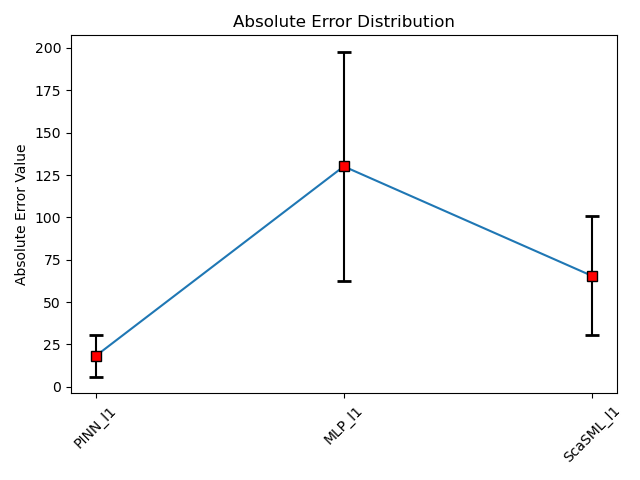 Absolute Error Distribution
Absolute Error Value
200
175
150
125
100
75
50
25
0
PINN_l1
MLP_l1
ScaSML_l1